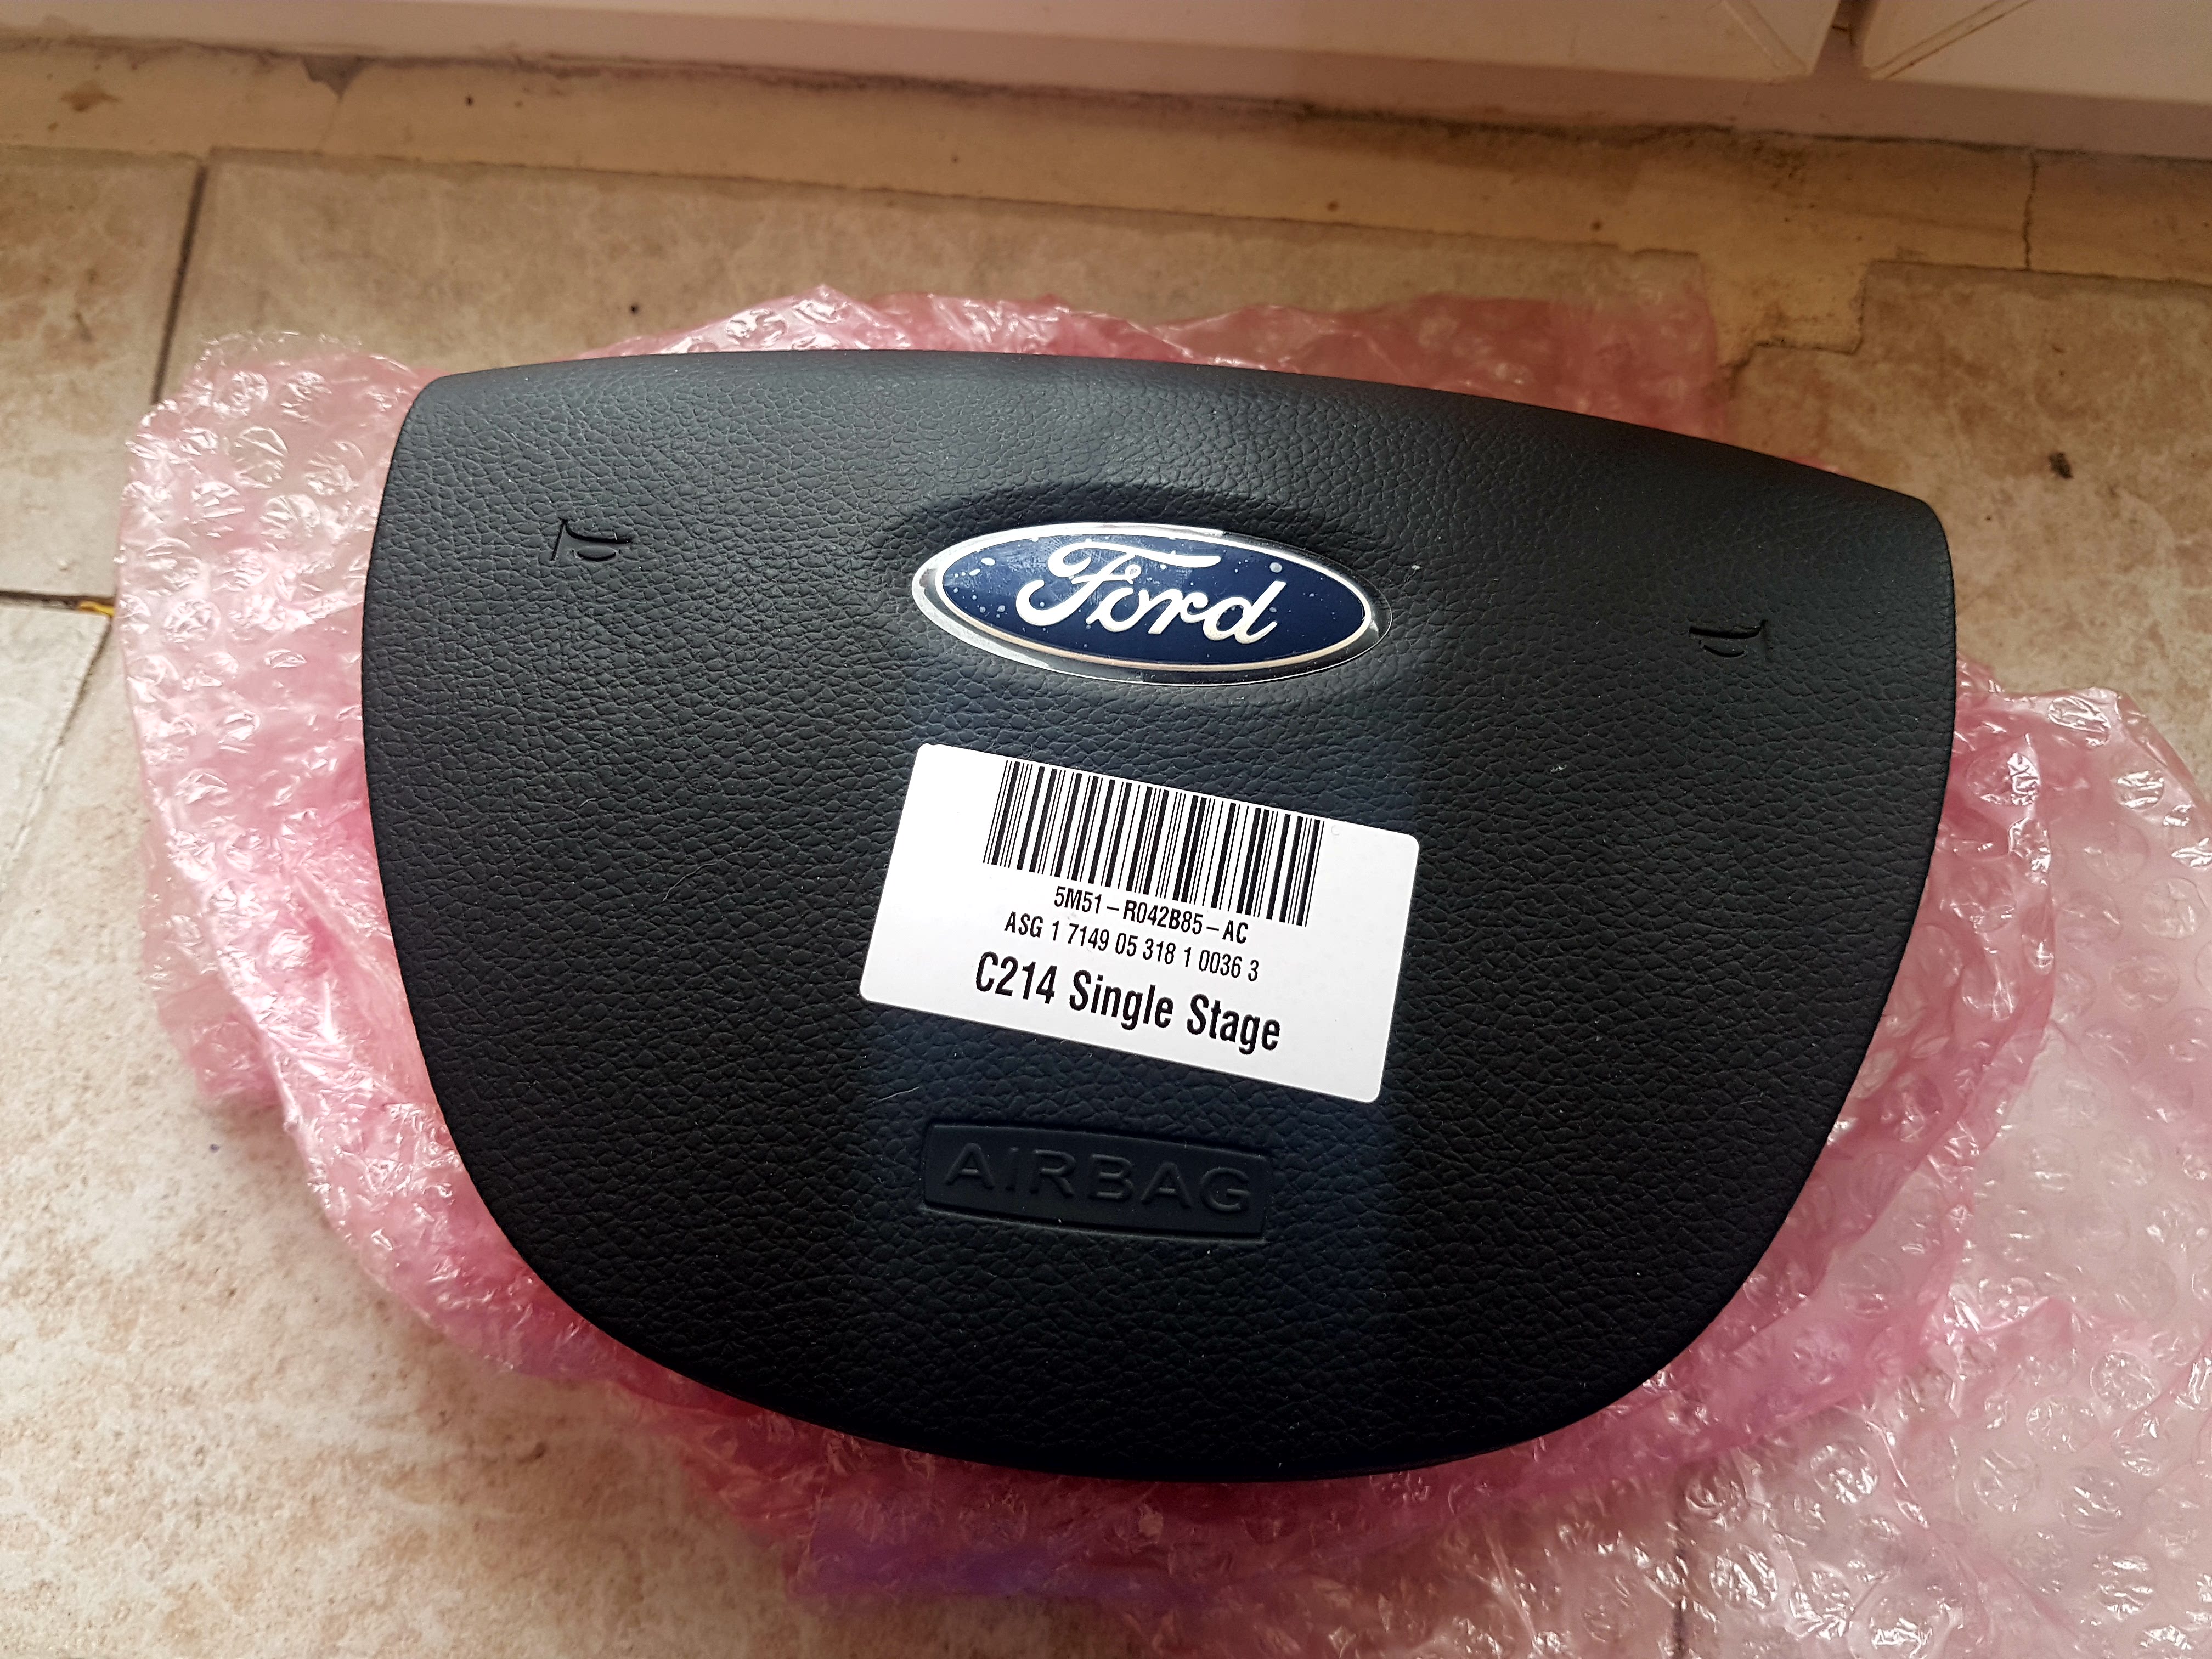 Ford
5M51-R042B85-AC
ASG 1 7149 05 318 1 0036 3
C214 Single Stage
AIRBAG